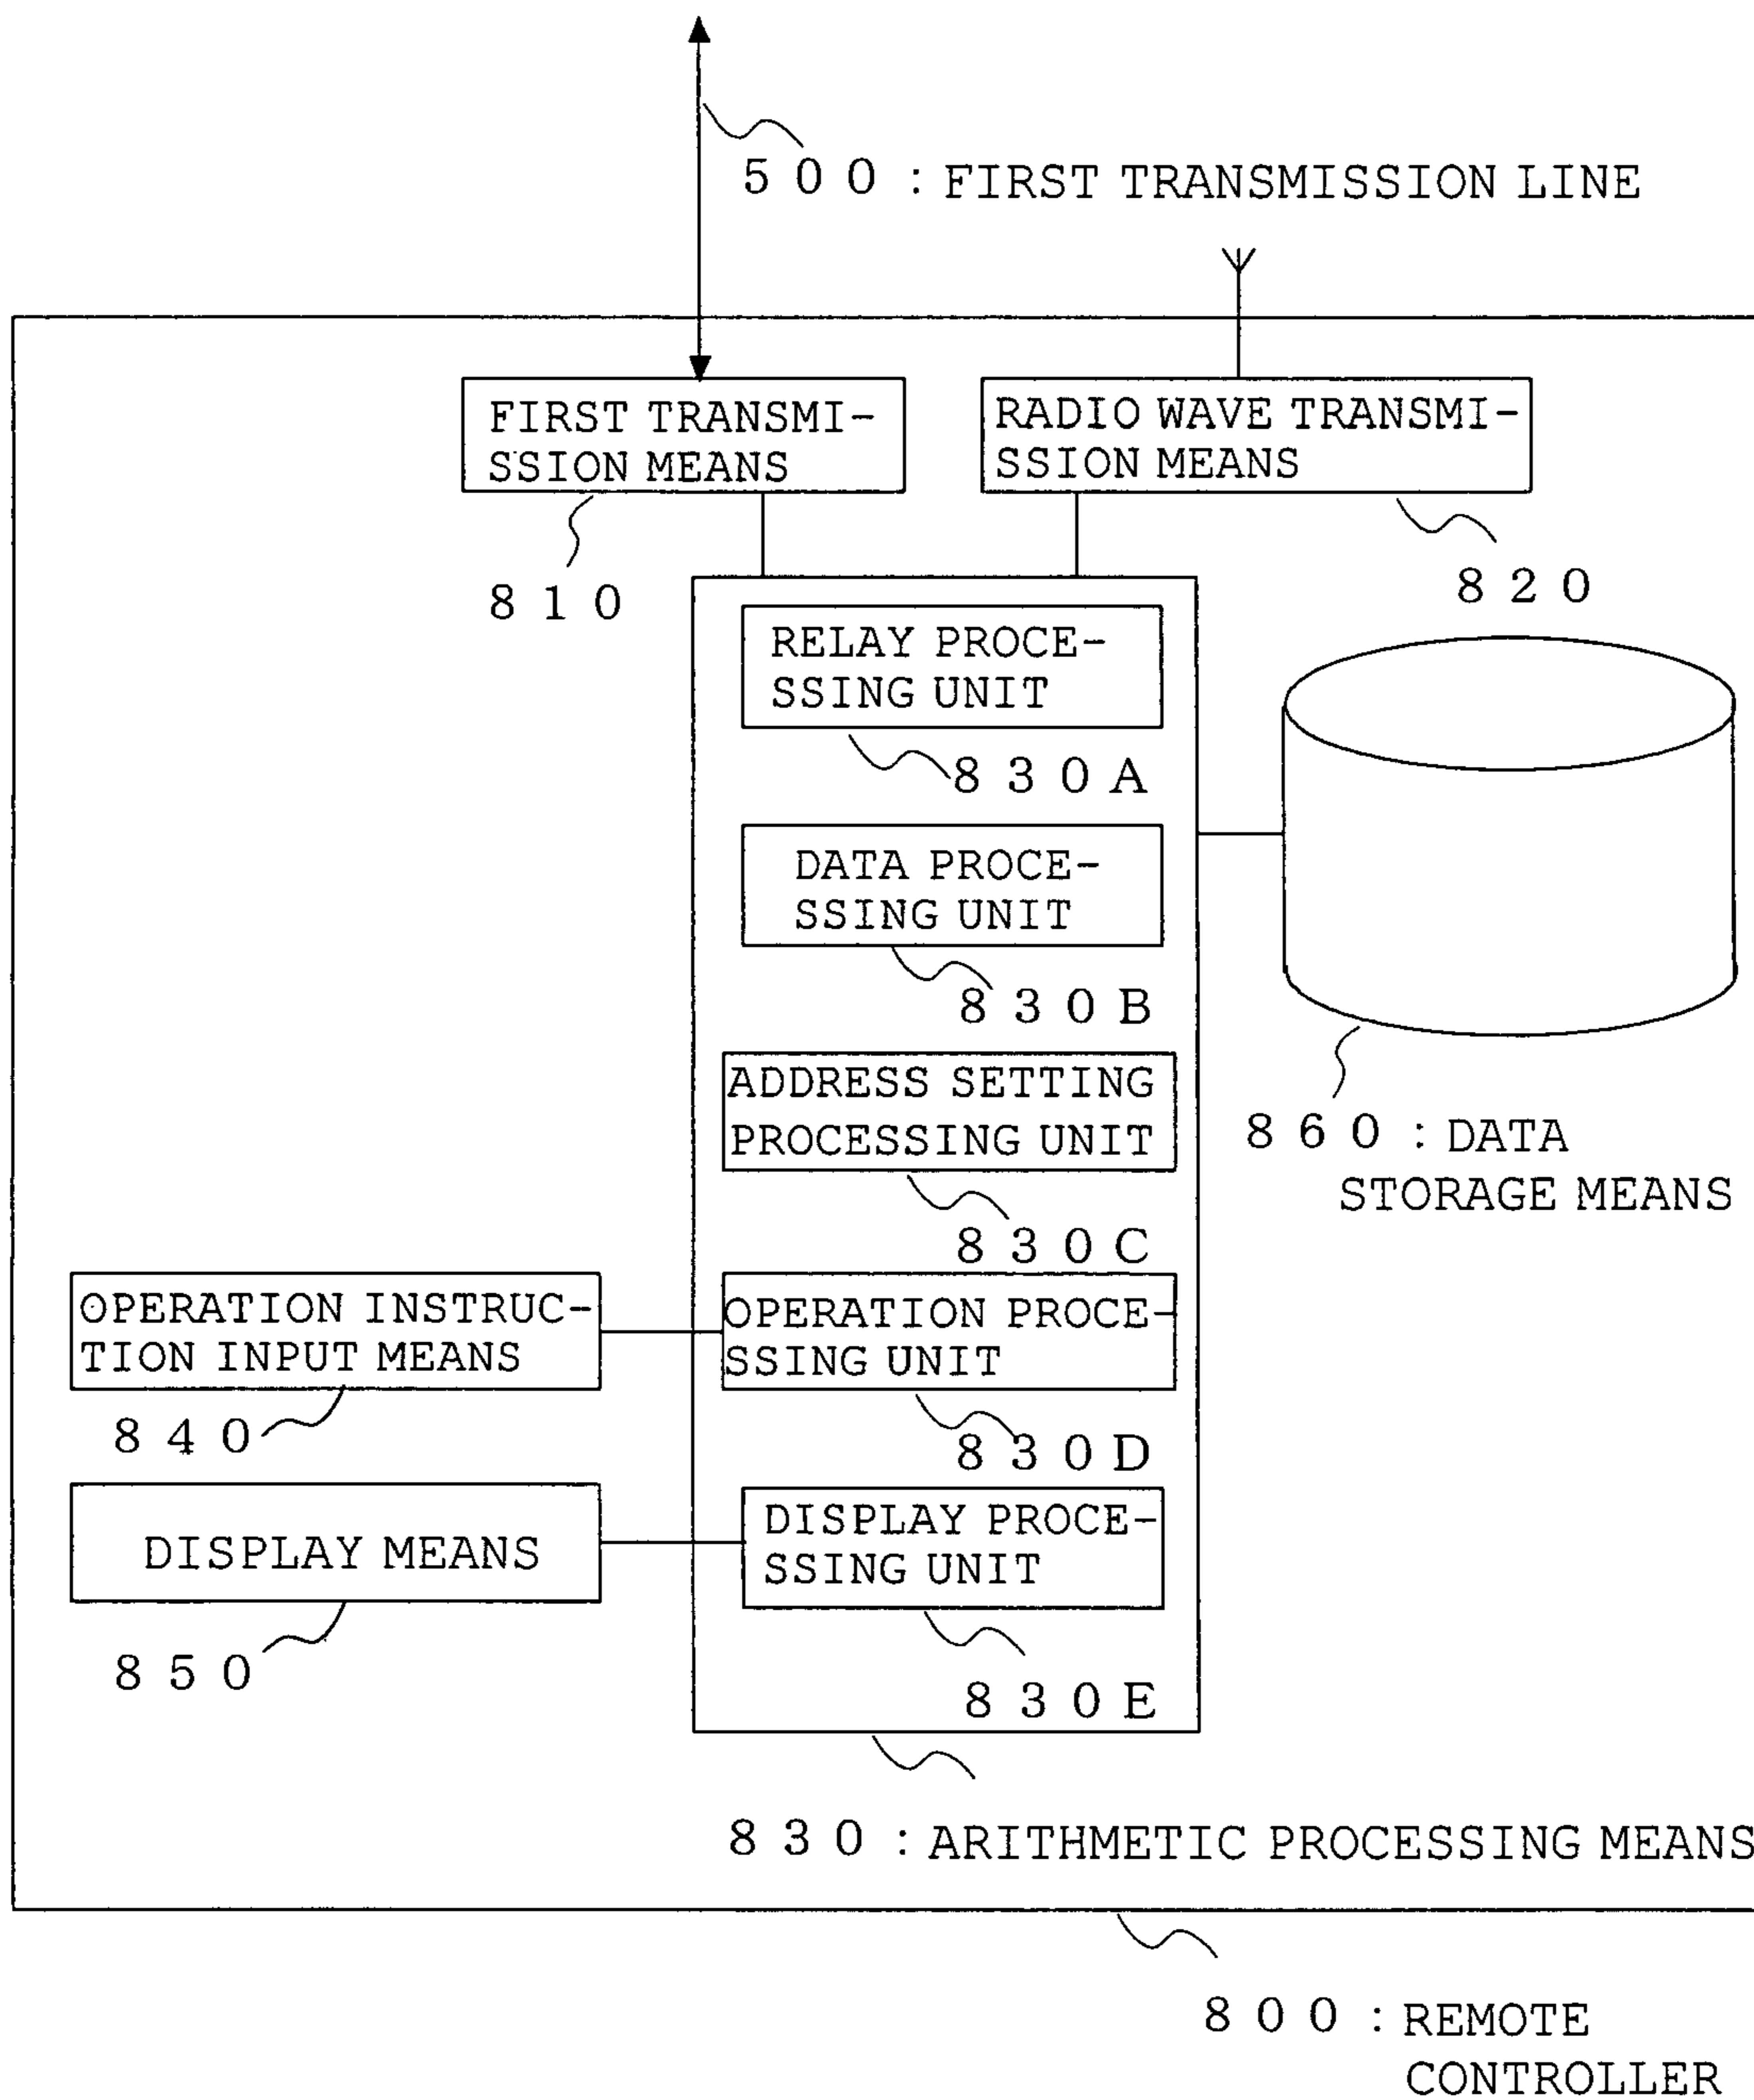 500 : FIRST TRANSMISSION LINE
FIRST TRANSMI-
SSION MEANS
RADIO WAVE TRANSMI-
SSION MEANS
810
820
RELAY PROCE-
SSING UNIT
830A
DATA PROCE-
SSING UNIT
830B
ADDRESS SETTING
PROCESSING UNIT
860 : DATA
STORAGE MEANS
830C
OPERATION INSTRUC-
TION INPUT MEANS
OPERATION PROCE-
SSING UNIT
840
830D
DISPLAY MEANS
DISPLAY PROCE-
SSING UNIT
850
830E
830 : ARITHMETIC PROCESSING MEANS
800 : REMOTE
CONTROLLER